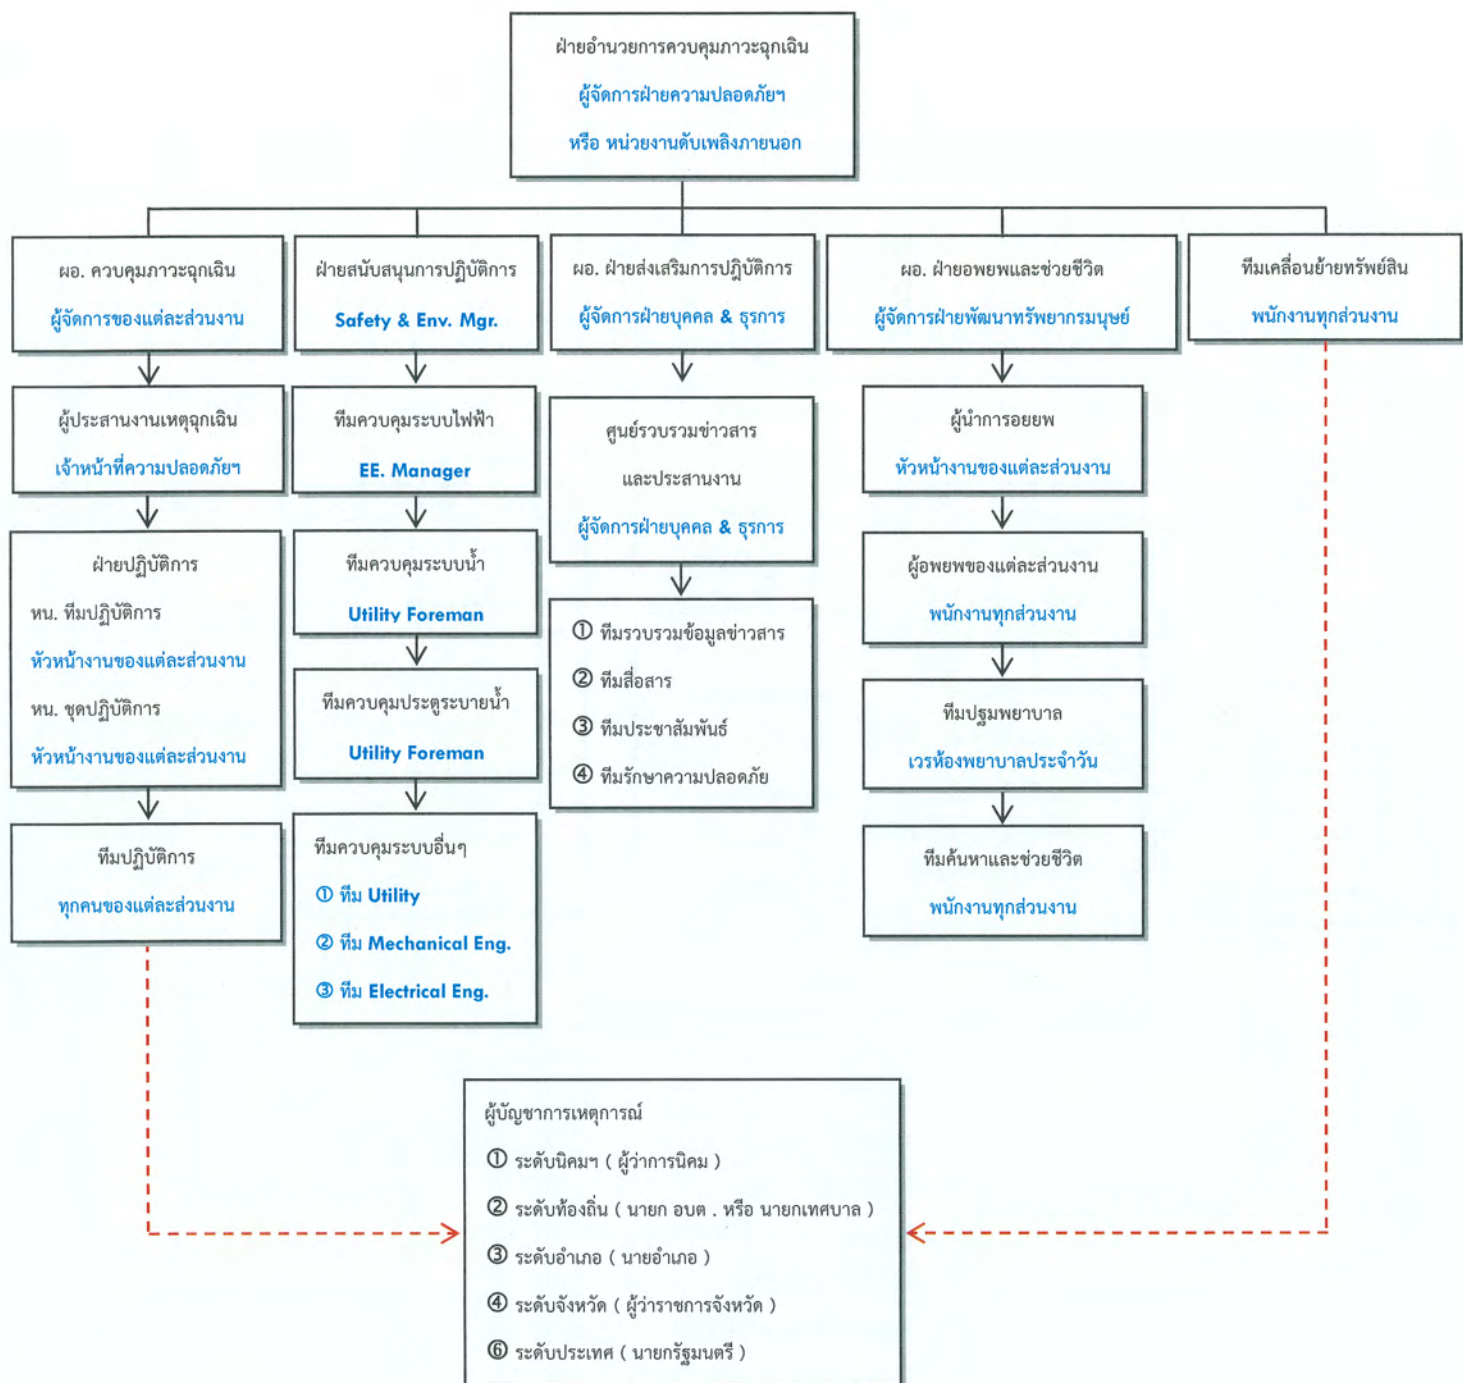 ฝ่ายอำนวยการควบคุมภาวะฉุกเฉิน
ผู้จัดการฝ่ายความปลอดภัยฯ
หรือ หน่วยงานดับเพลิงภายนอก
ผอ. ควบคุมภาวะฉุกเฉิน
ผู้จัดการของแต่ละส่วนงาน
ฝ่ายสนับสนุนการปฏิบัติการ
Safety & Env. Mgr.
ผอ. ฝ่ายส่งเสริมการปฎิบัติการ
ผู้จัดการฝ่ายบุคคล & ธุรการ
ผอ. ฝ่ายอพยพและช่วยชีวิต
ผู้จัดการฝ่ายพัฒนาทรัพยากรมนุษย์
ทีมเคลื่อนย้ายทรัพย์สิน
พนักงานทุกส่วนงาน
ผู้ประสานงานเหตุฉุกเฉิน
เจ้าหน้าที่ความปลอดภัยฯ
ฝ่ายปฏิบัติการ
หน. ทีมปฏิบัติการ
หัวหน้างานของแต่ละส่วนงาน
หน. ชุดปฏิบัติการ
หัวหน้างานของแต่ละส่วนงาน
ทีมปฏิบัติการ
ทุกคนของแต่ละส่วนงาน
ทีมควบคุมระบบไฟฟ้า
EE. Manager
ทีมควบคุมระบบน้ำ
Utility Foreman
ทีมควบคุมประตูระบายน้ำ
Utility Foreman
ทีมควบคุมระบบอื่นๆ
① ทีม Utility
② ทีม Mechanical Eng.
③ ทีม Electrical Eng.
ศูนย์รวบรวมข่าวสาร
และประสานงาน
ผู้จัดการฝ่ายบุคคล & ธุรการ
① ทีมรวบรวมข้อมูลข่าวสาร
② ทีมสื่อสาร
③ ทีมประชาสัมพันธ์
④ ทีมรักษาความปลอดภัย
ผู้นำการอยยพ
หัวหน้างานของแต่ละส่วนงาน
ผู้อพยพของแต่ละส่วนงาน
พนักงานทุกส่วนงาน
ทีมปฐมพยาบาล
เวรห้องพยาบาลประจำวัน
ทีมค้นหาและช่วยชีวิต
พนักงานทุกส่วนงาน
ผู้บัญชาการเหตุการณ์
① ระดับนิคมฯ ( ผู้ว่าการนิคม )
② ระดับท้องถิ่น ( นายก อบต . หรือ นายกเทศบาล )
③ ระดับอำเภอ ( นายอำเภอ )
④ ระดับจังหวัด ( ผู้ว่าราชการจังหวัด )
⑥ ระดับประเทศ ( นายกรัฐมนตรี )